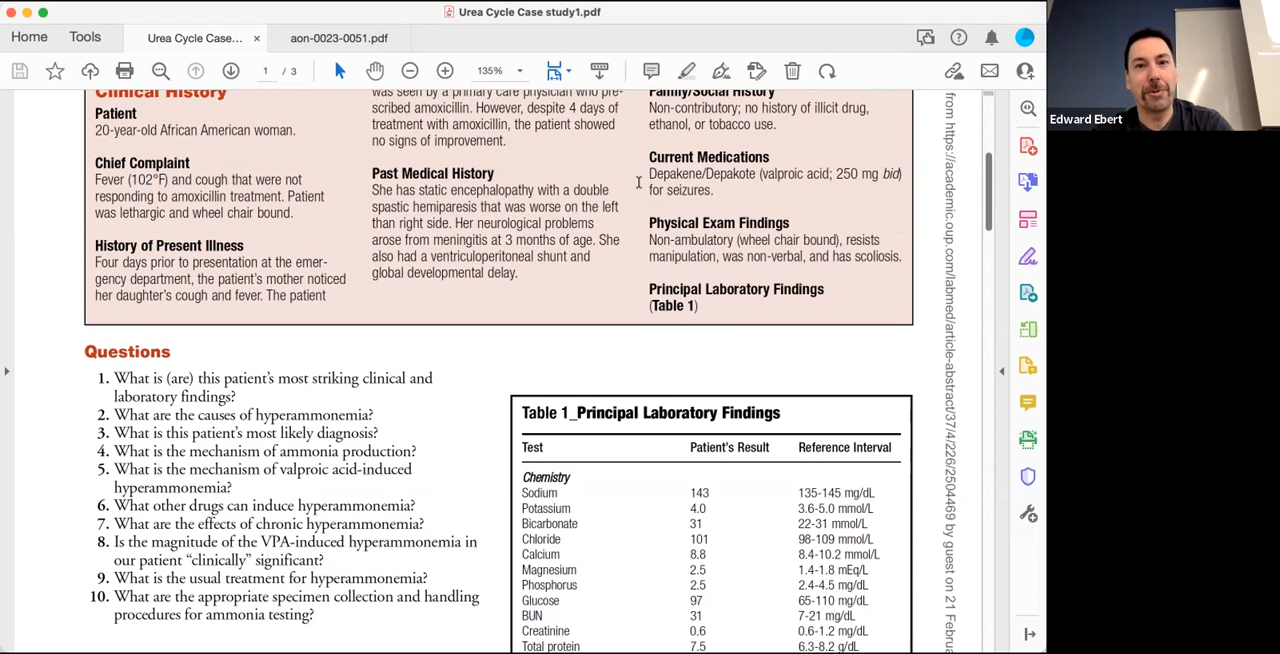 Urea Cycle Case study1.pdf
Home Tools Urea Cycle Case... × aon-0023-0051.pdf
1 / 3 135%
Edward Ebert
Clinical History
Patient
20-year-old African American woman.
Chief Complaint
Fever (102°F) and cough that were not
responding to amoxicillin treatment. Patient
was lethargic and wheel chair bound.
History of Present Illness
Four days prior to presentation at the emer-
gency department, the patient's mother noticed
her daughter's cough and fever. The patient
was seen by a primary care physician who pre-
scribed amoxicillin. However, despite 4 days of
treatment with amoxicillin, the patient showed
no signs of improvement.
Past Medical History
She has static encephalopathy with a double
spastic hemiparesis that was worse on the left
than right side. Her neurological problems
arose from meningitis at 3 months of age. She
also had a ventriculoperitoneal shunt and
global developmental delay.
Family/Social History
Non-contributory; no history of illicit drug,
ethanol, or tobacco use.
Current Medications
Depakene/Depakote (valproic acid; 250 mg bid)
for seizures.
Physical Exam Findings
Non-ambulatory (wheel chair bound), resists
manipulation, was non-verbal, and has scoliosis.
Principal Laboratory Findings
(Table 1)
Questions
1. What is (are) this patient's most striking clinical and
laboratory findings?
2. What are the causes of hyperammonemia?
3. What is this patient's most likely diagnosis?
4. What is the mechanism of ammonia production?
5. What is the mechanism of valproic acid-induced
hyperammonemia?
6. What other drugs can induce hyperammonemia?
7. What are the effects of chronic hyperammonemia?
8. Is the magnitude of the VPA-induced hyperammonemia in
our patient "clinically" significant?
9. What is the usual treatment for hyperammonemia?
10. What are the appropriate specimen collection and handling
procedures for ammonia testing?
Table 1_Principal Laboratory Findings
Test Patient's Result Reference Interval
Chemistry
Sodium 143 135-145 mg/dL
Potassium 4.0 3.6-5.0 mmol/L
Bicarbonate 31 22-31 mmol/L
Chloride 101 98-109 mmol/L
Calcium 8.8 8.4-10.2 mmol/L
Magnesium 2.5 1.4-1.8 mEq/L
Phosphorus 2.5 2.4-4.5 mg/dL
Glucose 97 65-110 mg/dL
BUN 31 7-21 mg/dL
Creatinine 0.6 0.6-1.2 mg/dL
Total protein 7.5 6.3-8.2 g/dL
from https://academic.oup.com/labmed/article-abstract/37/4/226/2504469 by guest on 21 Februa